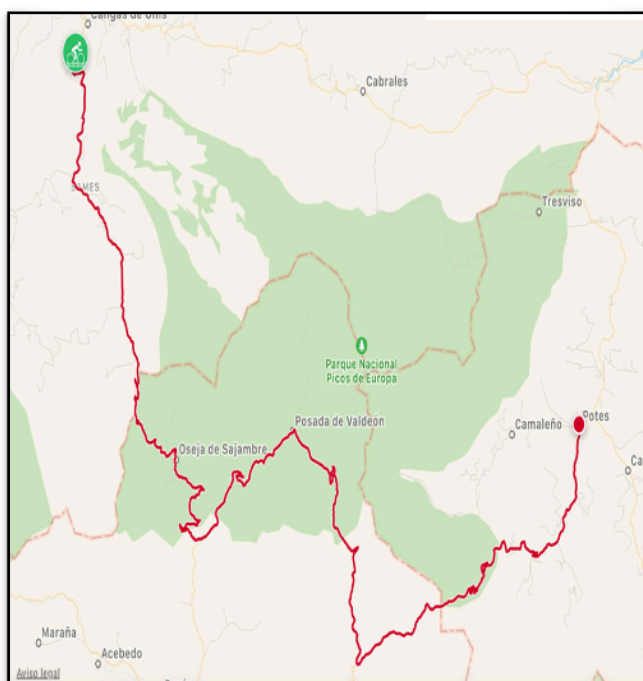 Cangas de Onís
Cabrales
SAMES
Tresviso
Parque Nacional
Picos de Europa
Posada de Valdeón
Camaleño
Potes
Oseja de Sajambre
Maraña
Acebedo
Aviso legal